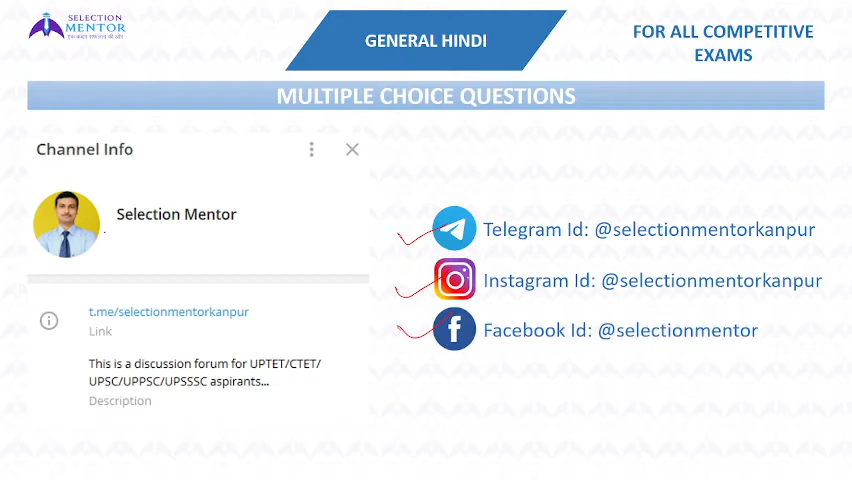 SELECTION
MENTOR
GENERAL HINDI
FOR ALL COMPETITIVE
EXAMS
MULTIPLE CHOICE QUESTIONS
Channel Info
Selection Mentor
t.me/selectionmentorkanpur
Link
This is a discussion forum for UPTET/CTET/
UPSC/UPPSC/UPSSSC aspirants...
Description
Telegram Id: @selectionmentorkanpur
Instagram Id: @selectionmentorkanpur
Facebook Id: @selectionmentor